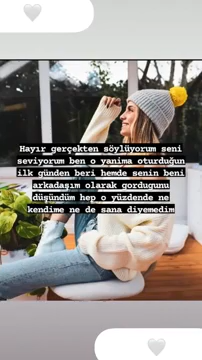 Hayır gerçekten söylüyorum seni
seviyorum ben o yanima oturduğun
ilk günden beri hemde senin beni
arkadaşım olarak gordugunu
düşündüm hep o yüzdende ne
kendime ne de sana diyemedim